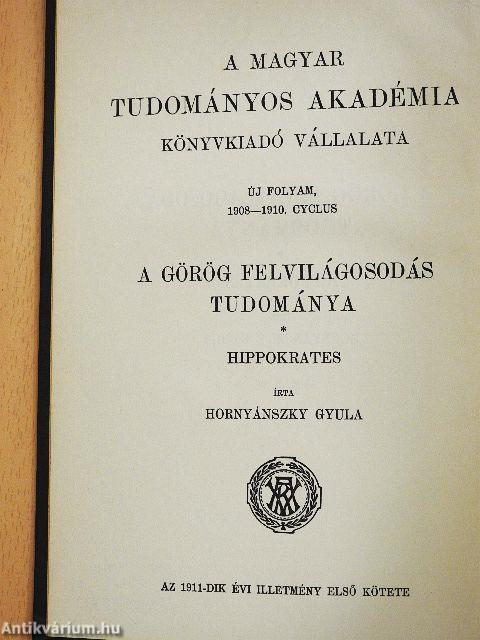 A MAGYAR
TUDOMÁNYOS AKADÉMIA
KÖNYVKIADÓ VÁLLALATA
ÚJ FOLYAM,
1908—1910. CYCLUS
A GÖRÖG FELVILÁGOSODÁS
TUDOMÁNYA
*
HIPPOKRATES
ÍRTA
HORNYÁNSZKY GYULA
AZ 1911-DIK ÉVI ILLETMÉNY ELSŐ KÖTETE
Antikvárium.hu